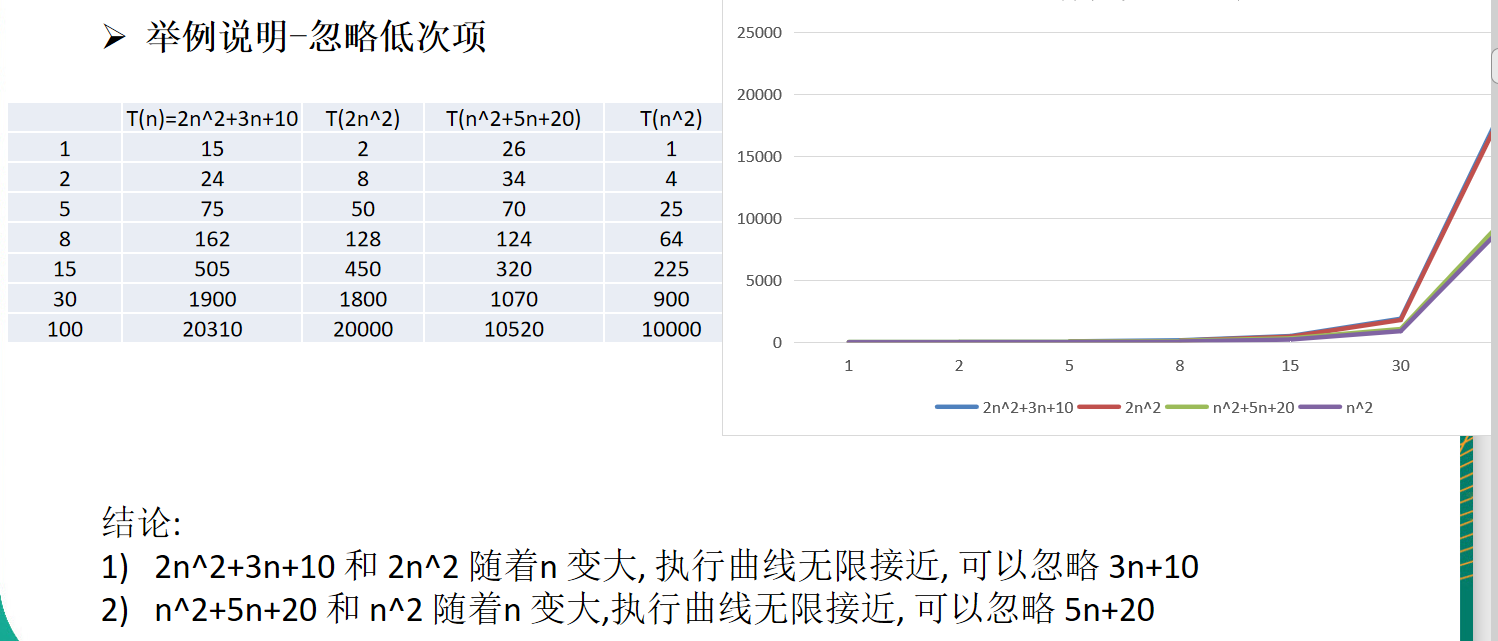 ➢ 举例说明-忽略低次项
T(n)=2n^2+3n+10 T(2n^2) T(n^2+5n+20) T(n^2)
1 15 2 26 1
2 24 8 34 4
5 75 50 70 25
8 162 128 124 64
15 505 450 320 225
30 1900 1800 1070 900
100 20310 20000 10520 10000
25000
20000
15000
10000
5000
0
1 2 5 8 15 30
2n^2+3n+10 2n^2 n^2+5n+20 n^2
结论:
1) 2n^2+3n+10 和 2n^2 随着n 变大, 执行曲线无限接近, 可以忽略 3n+10
2) n^2+5n+20 和 n^2 随着n 变大,执行曲线无限接近, 可以忽略 5n+20